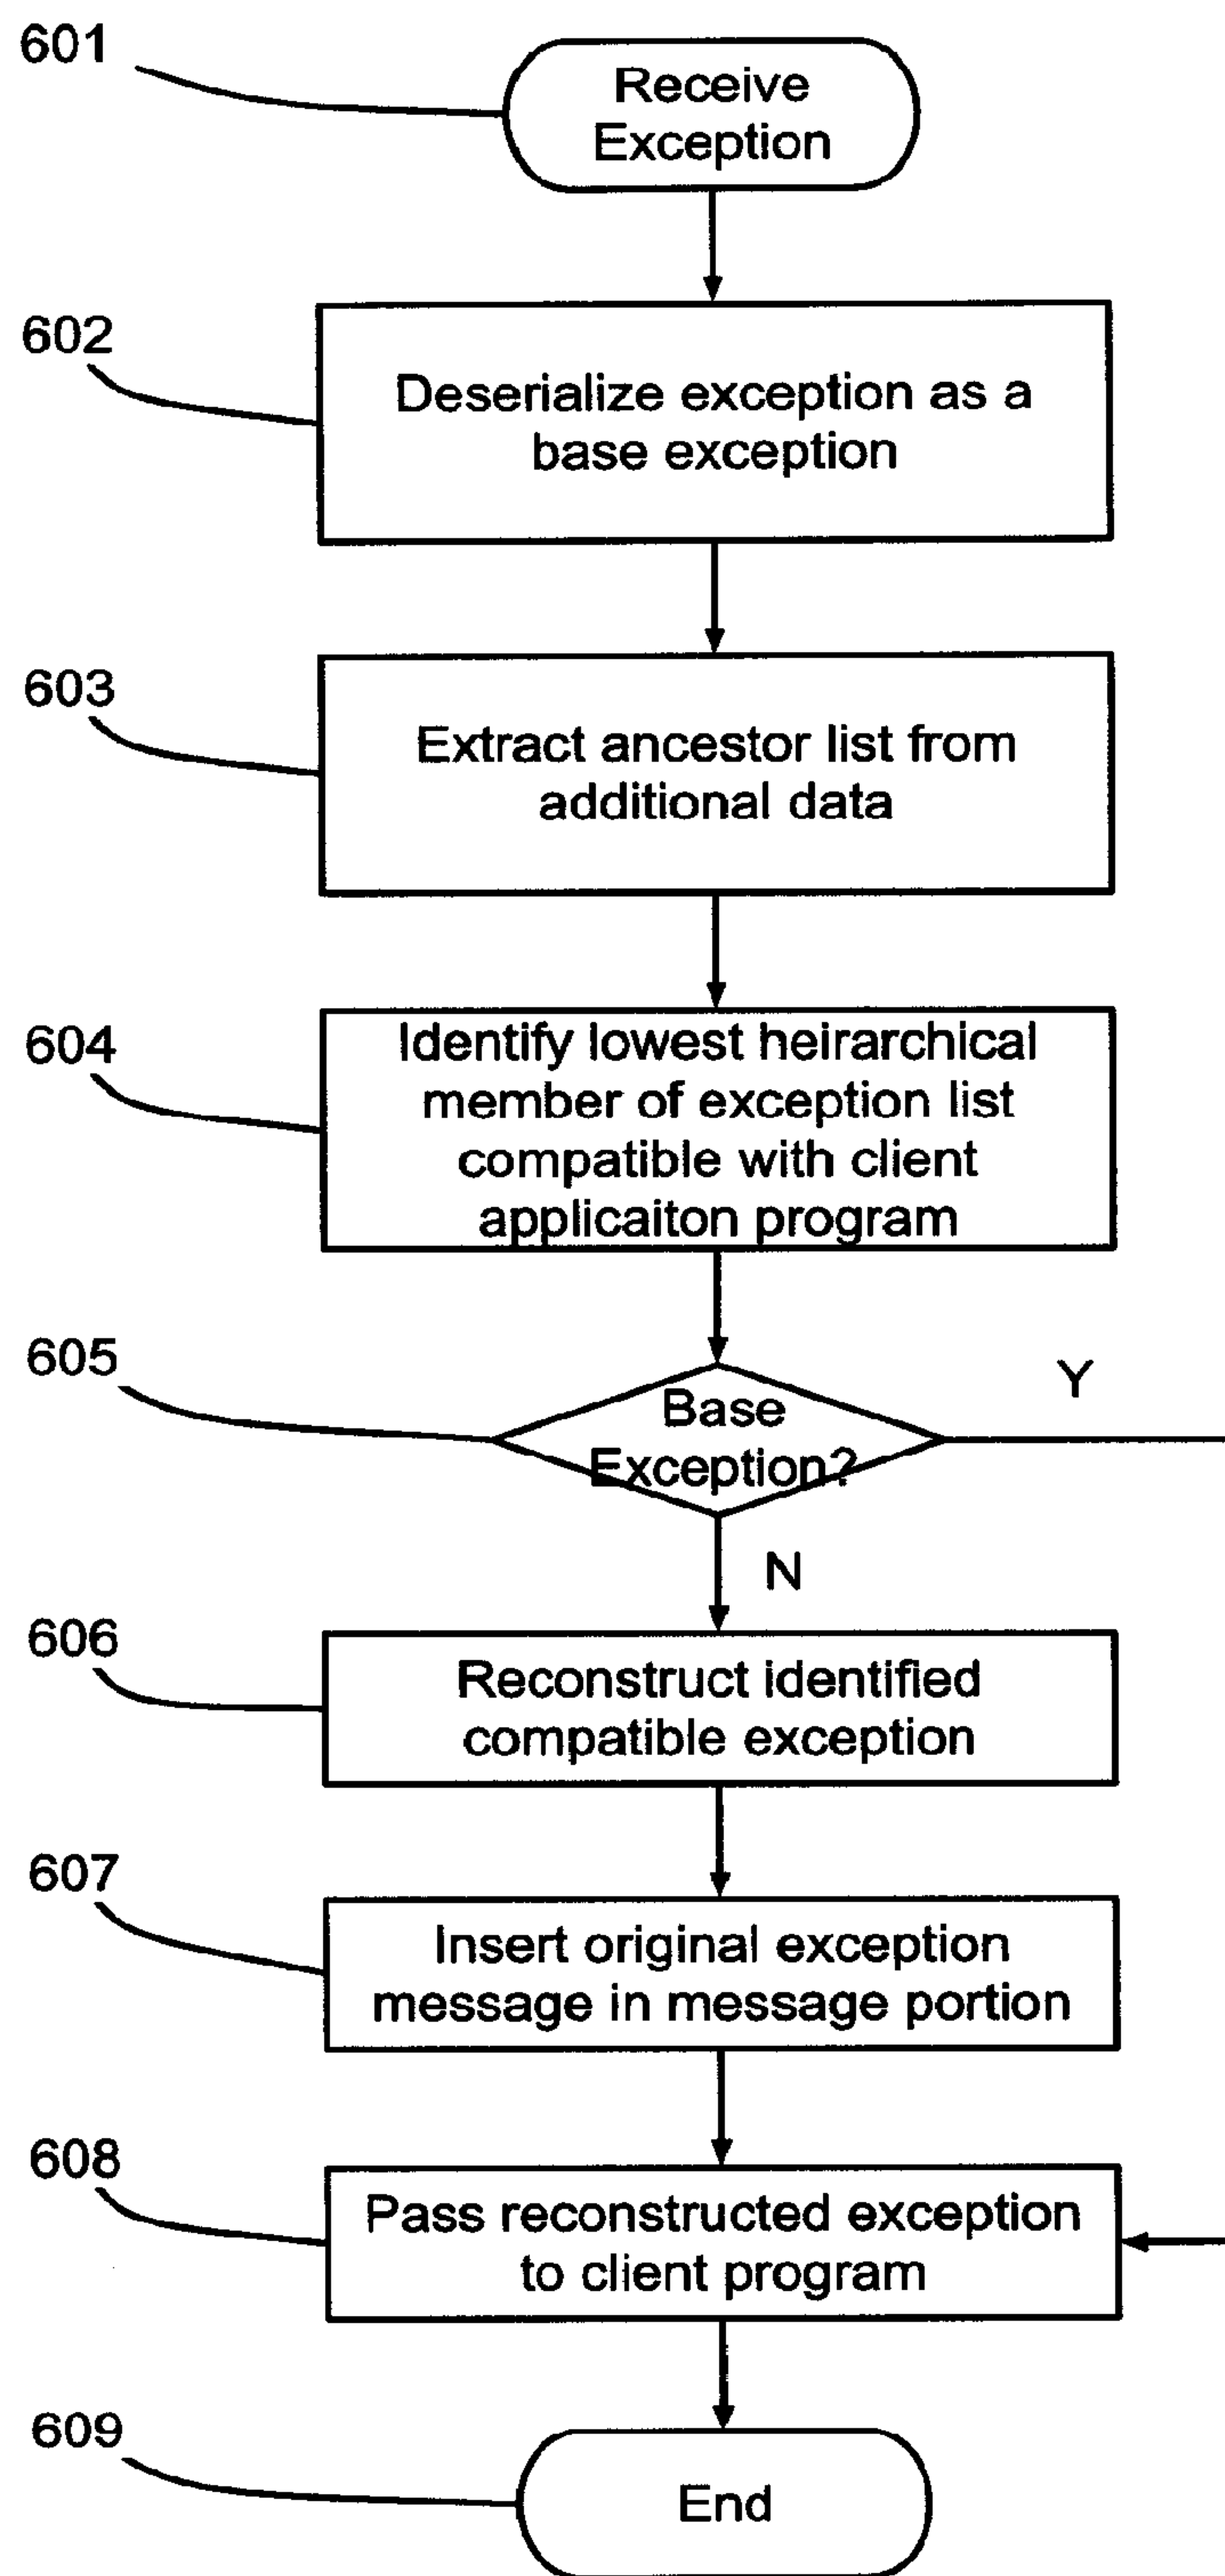 601
Receive
Exception
602
Deserialize exception as a
base exception
603
Extract ancestor list from
additional data
604
Identify lowest heirarchical
member of exception list
compatible with client
applicaiton program
605
Base
Exception?
Y
N
606
Reconstruct identified
compatible exception
607
Insert original exception
message in message portion
608
Pass reconstructed exception
to client program
609
End